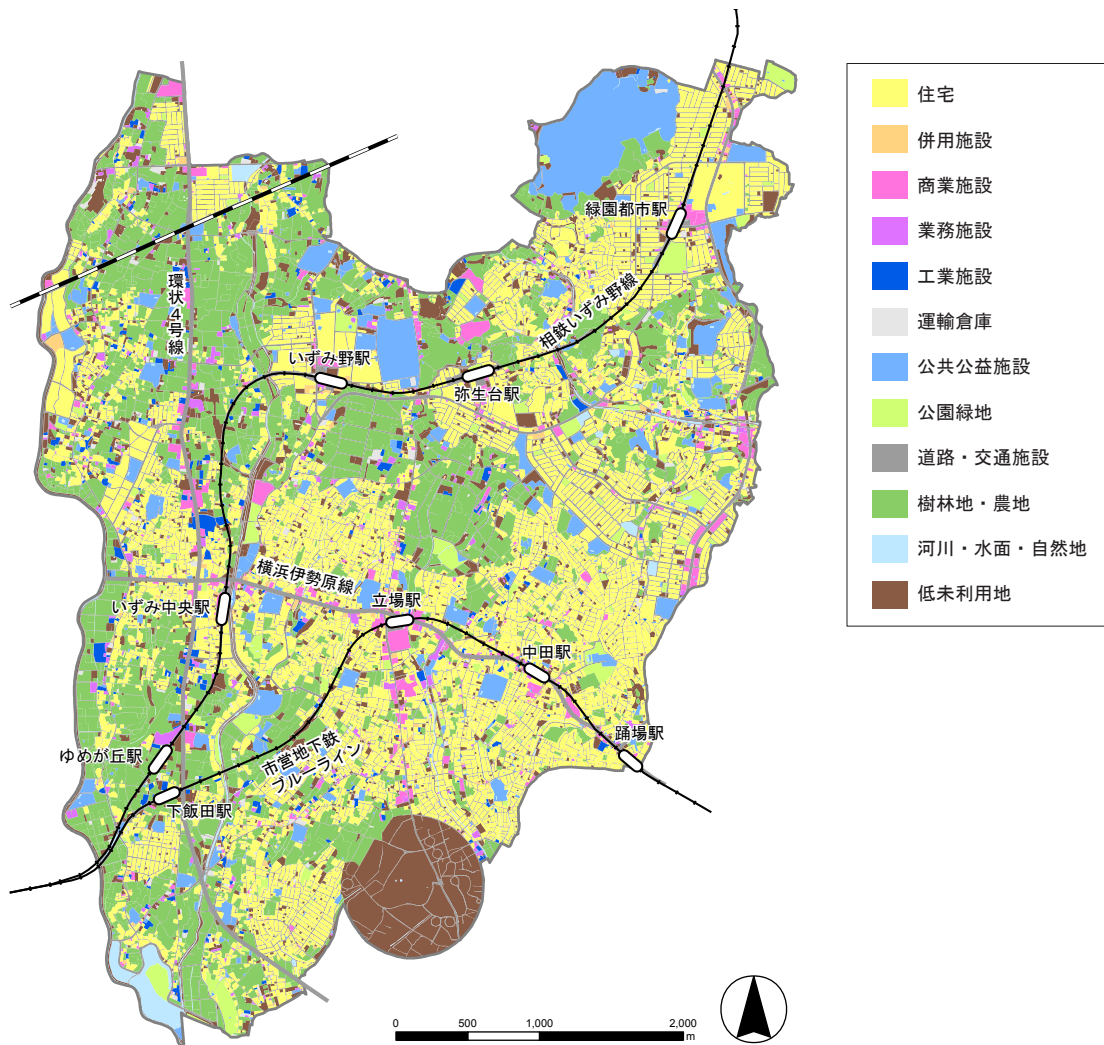 住宅
併用施設
商業施設
業務施設
工業施設
運輸倉庫
公共公益施設
公園緑地
道路・交通施設
樹林地・農地
河川・水面・自然地
低未利用地
緑園都市駅
環状4号線
相鉄いずみ野線
いずみ野駅
弥生台駅
横浜伊勢原線
いずみ中央駅
立場駅
中田駅
踊場駅
ゆめが丘駅
市営地下鉄
ブルーライン
下飯田駅
0 500 1,000 2,000
m